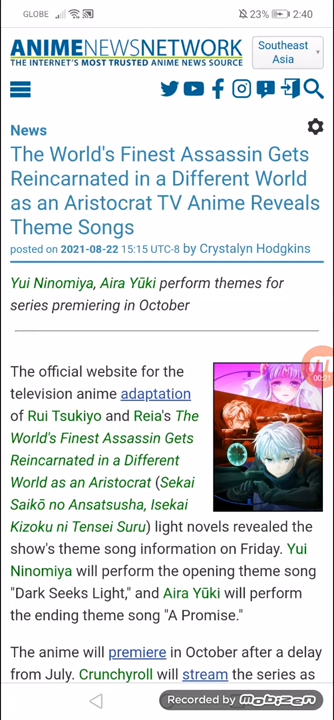 GLOBE 23% 2:40
ANIMENEWSNETWORK
THE INTERNET'S MOST TRUSTED ANIME NEWS SOURCE
Southeast
Asia
News
The World's Finest Assassin Gets
Reincarnated in a Different World
as an Aristocrat TV Anime Reveals
Theme Songs
posted on 2021-08-22 15:15 UTC-8 by Crystalyn Hodgkins
Yui Ninomiya, Aira Yūki perform themes for
series premiering in October
The official website for the
television anime adaptation
of Rui Tsukiyo and Reia's The
World's Finest Assassin Gets
Reincarnated in a Different
World as an Aristocrat (Sekai
Saikō no Ansatsusha, Isekai
Kizoku ni Tensei Suru) light novels revealed the
show's theme song information on Friday. Yui
Ninomiya will perform the opening theme song
"Dark Seeks Light," and Aira Yūki will perform
the ending theme song "A Promise."
00:21
The anime will premiere in October after a delay
from July. Crunchyroll will stream the series as
Recorded by MOBIZEN